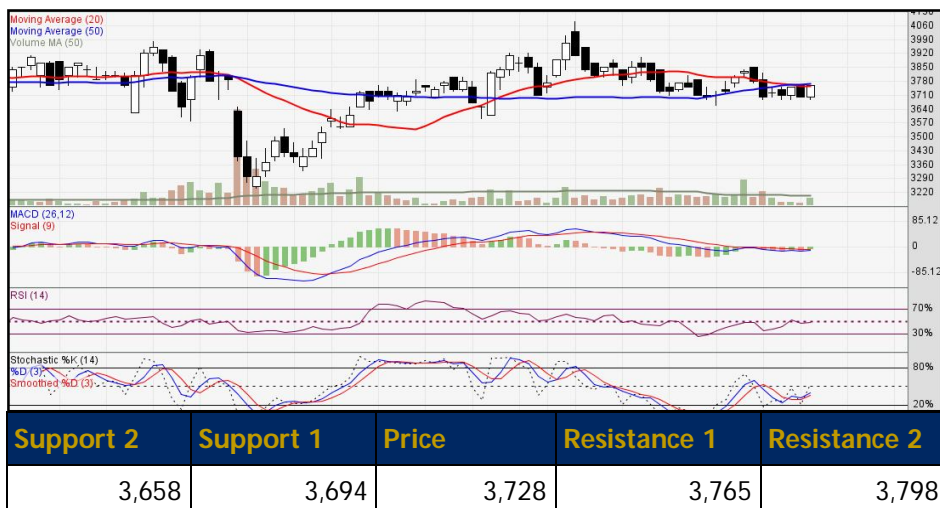 Moving Average (20)
Moving Average (50)
Volume MA (50)
4130
4060
3990
3920
3850
3780
3710
3640
3570
3500
3430
3360
3290
3220
MACD (26,12)
Signal (9)
85.12
0
-85.12
RSI (14)
70%
30%
Stochastic %K (14)
%D (3)
Smoothed %D (3)
80%
20%
Support 2 Support 1 Price Resistance 1 Resistance 2
3,658 3,694 3,728 3,765 3,798